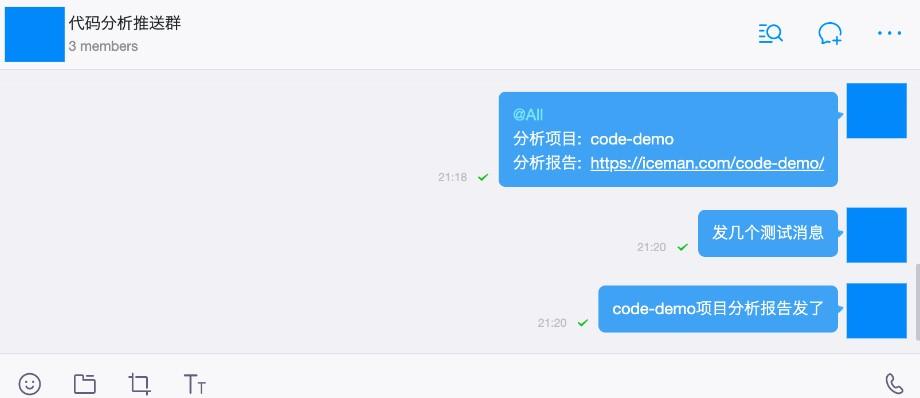 代码分析推送群
3 members
@All
分析项目：code-demo
分析报告：https://iceman.com/code-demo/
21:18
发几个测试消息
21:20
code-demo项目分析报告发了
21:20
TT